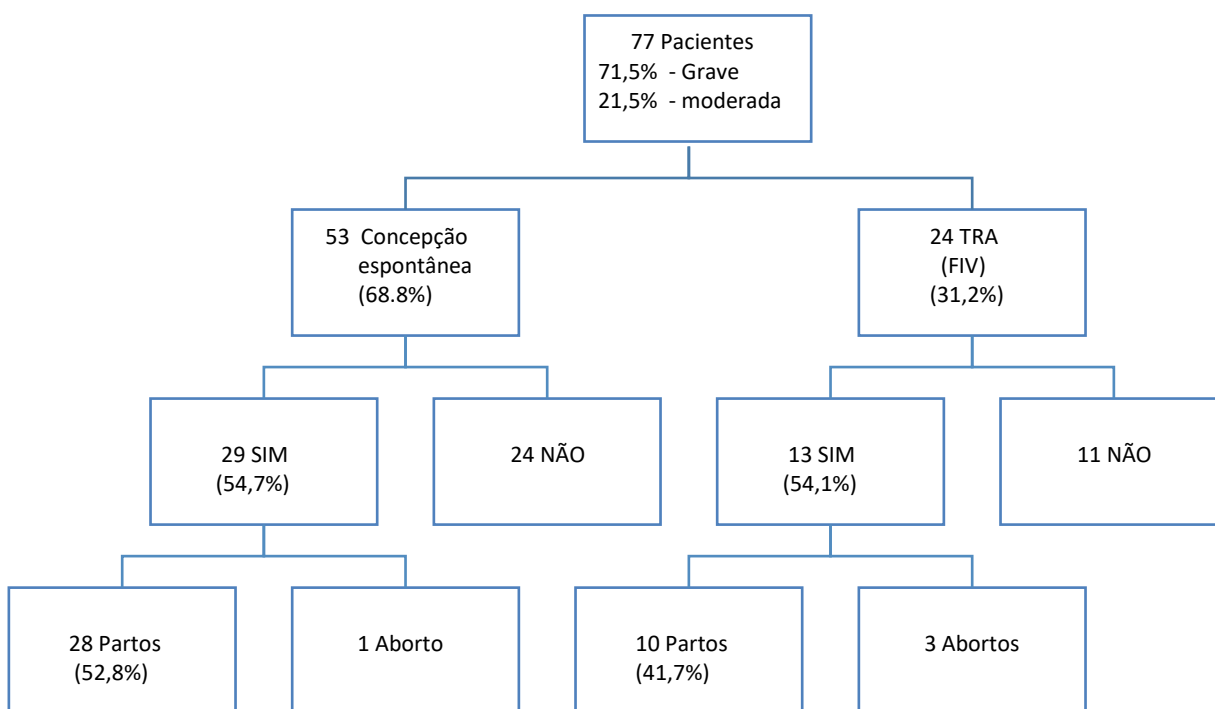 77 Pacientes
71,5%  - Grave
21,5%  - moderada
53  Concepção
espontânea
(68.8%)
24 TRA
(FIV)
(31,2%)
29 SIM
(54,7%)
24 NÃO
13 SIM
(54,1%)
11 NÃO
28 Partos
(52,8%)
1 Aborto
10 Partos
(41,7%)
3 Abortos